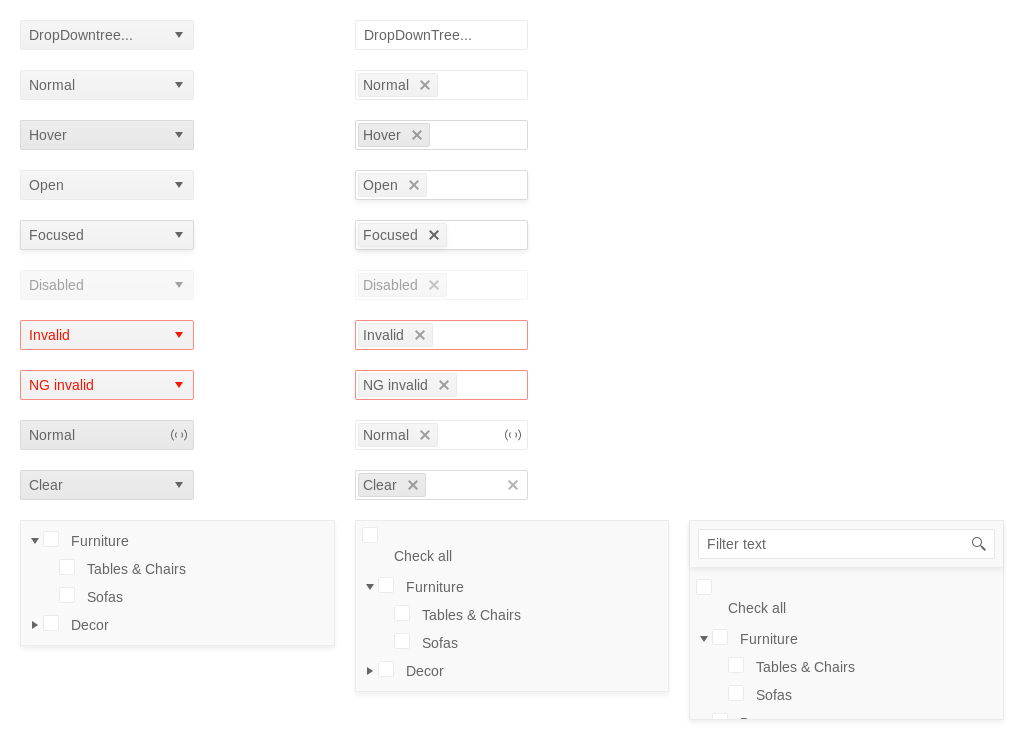 DropDowntree...
DropDownTree...
Normal
Normal
Hover
Hover
Open
Open
Focused
Focused
Disabled
Disabled
Invalid
Invalid
NG invalid
NG invalid
Normal
Normal
Clear
Clear
Furniture
Tables & Chairs
Sofas
Decor
Check all
Furniture
Tables & Chairs
Sofas
Decor
Filter text
Check all
Furniture
Tables & Chairs
Sofas